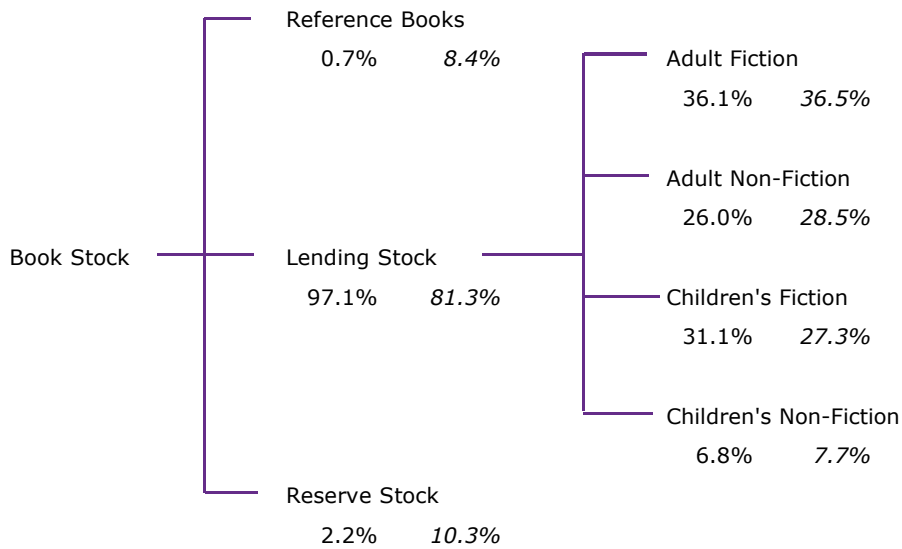 Reference Books
0.7% 8.4%
Adult Fiction
36.1% 36.5%
Adult Non-Fiction
26.0% 28.5%
Book Stock
Lending Stock
97.1% 81.3%
Children's Fiction
31.1% 27.3%
Children's Non-Fiction
6.8% 7.7%
Reserve Stock
2.2% 10.3%